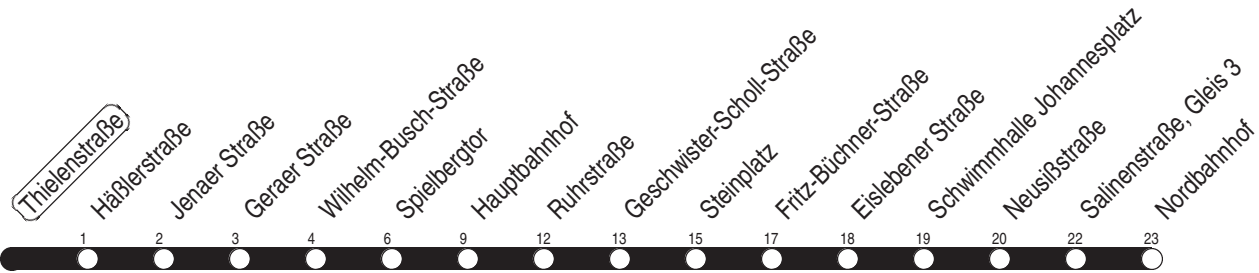 Thielenstraße
Häßlerstraße
Jenaer Straße
Geraer Straße
Wilhelm-Busch-Straße
Spielbergtor
Hauptbahnhof
Ruhrstraße
Geschwister-Scholl-Straße
Steinplatz
Fritz-Büchner-Straße
Eislebener Straße
Schwimmhalle Johannesplatz
Neusißstraße
Salinenstraße, Gleis 3
Nordbahnhof
1 2 3 4 6 9 12 13 15 17 18 19 20 22 23